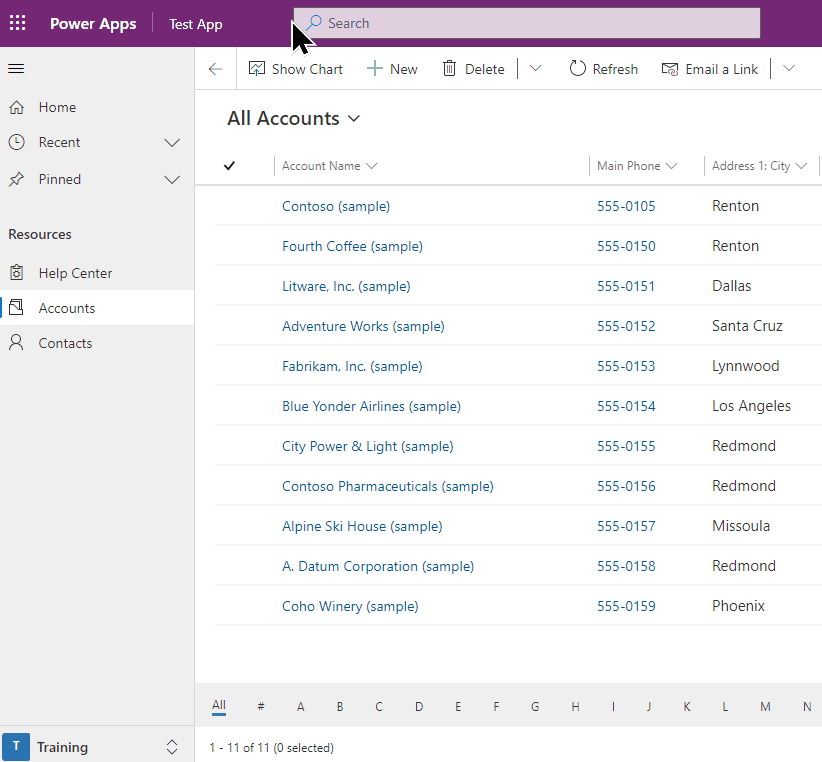 Power Apps Test App Search
Show Chart New Delete Refresh Email a Link
Home
Recent
Pinned
Resources
Help Center
Accounts
Contacts
All Accounts
Account Name Main Phone Address 1: City
Contoso (sample) 555-0105 Renton
Fourth Coffee (sample) 555-0150 Renton
Litware, Inc. (sample) 555-0151 Dallas
Adventure Works (sample) 555-0152 Santa Cruz
Fabrikam, Inc. (sample) 555-0153 Lynnwood
Blue Yonder Airlines (sample) 555-0154 Los Angeles
City Power & Light (sample) 555-0155 Redmond
Contoso Pharmaceuticals (sample) 555-0156 Redmond
Alpine Ski House (sample) 555-0157 Missoula
A. Datum Corporation (sample) 555-0158 Redmond
Coho Winery (sample) 555-0159 Phoenix
All # A B C D E F G H I J K L M N
T Training
1 - 11 of 11 (0 selected)